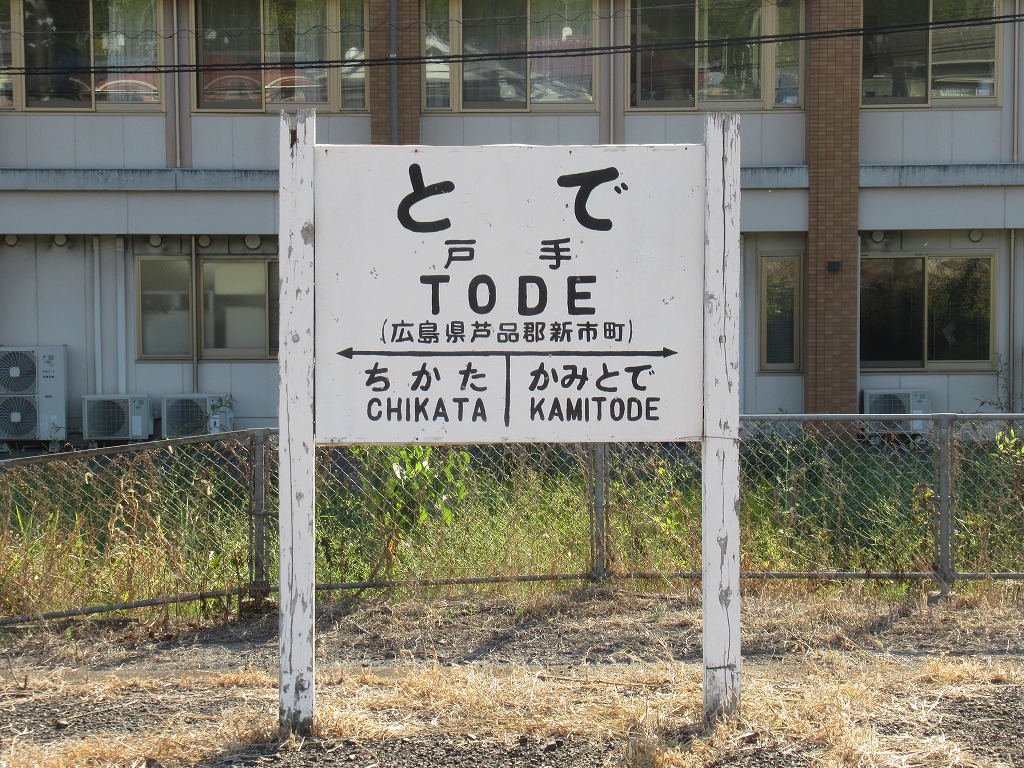 とで
戸手
TODE
(広島県芦品郡新市町)
ちかた かみとで
CHIKATA KAMITODE